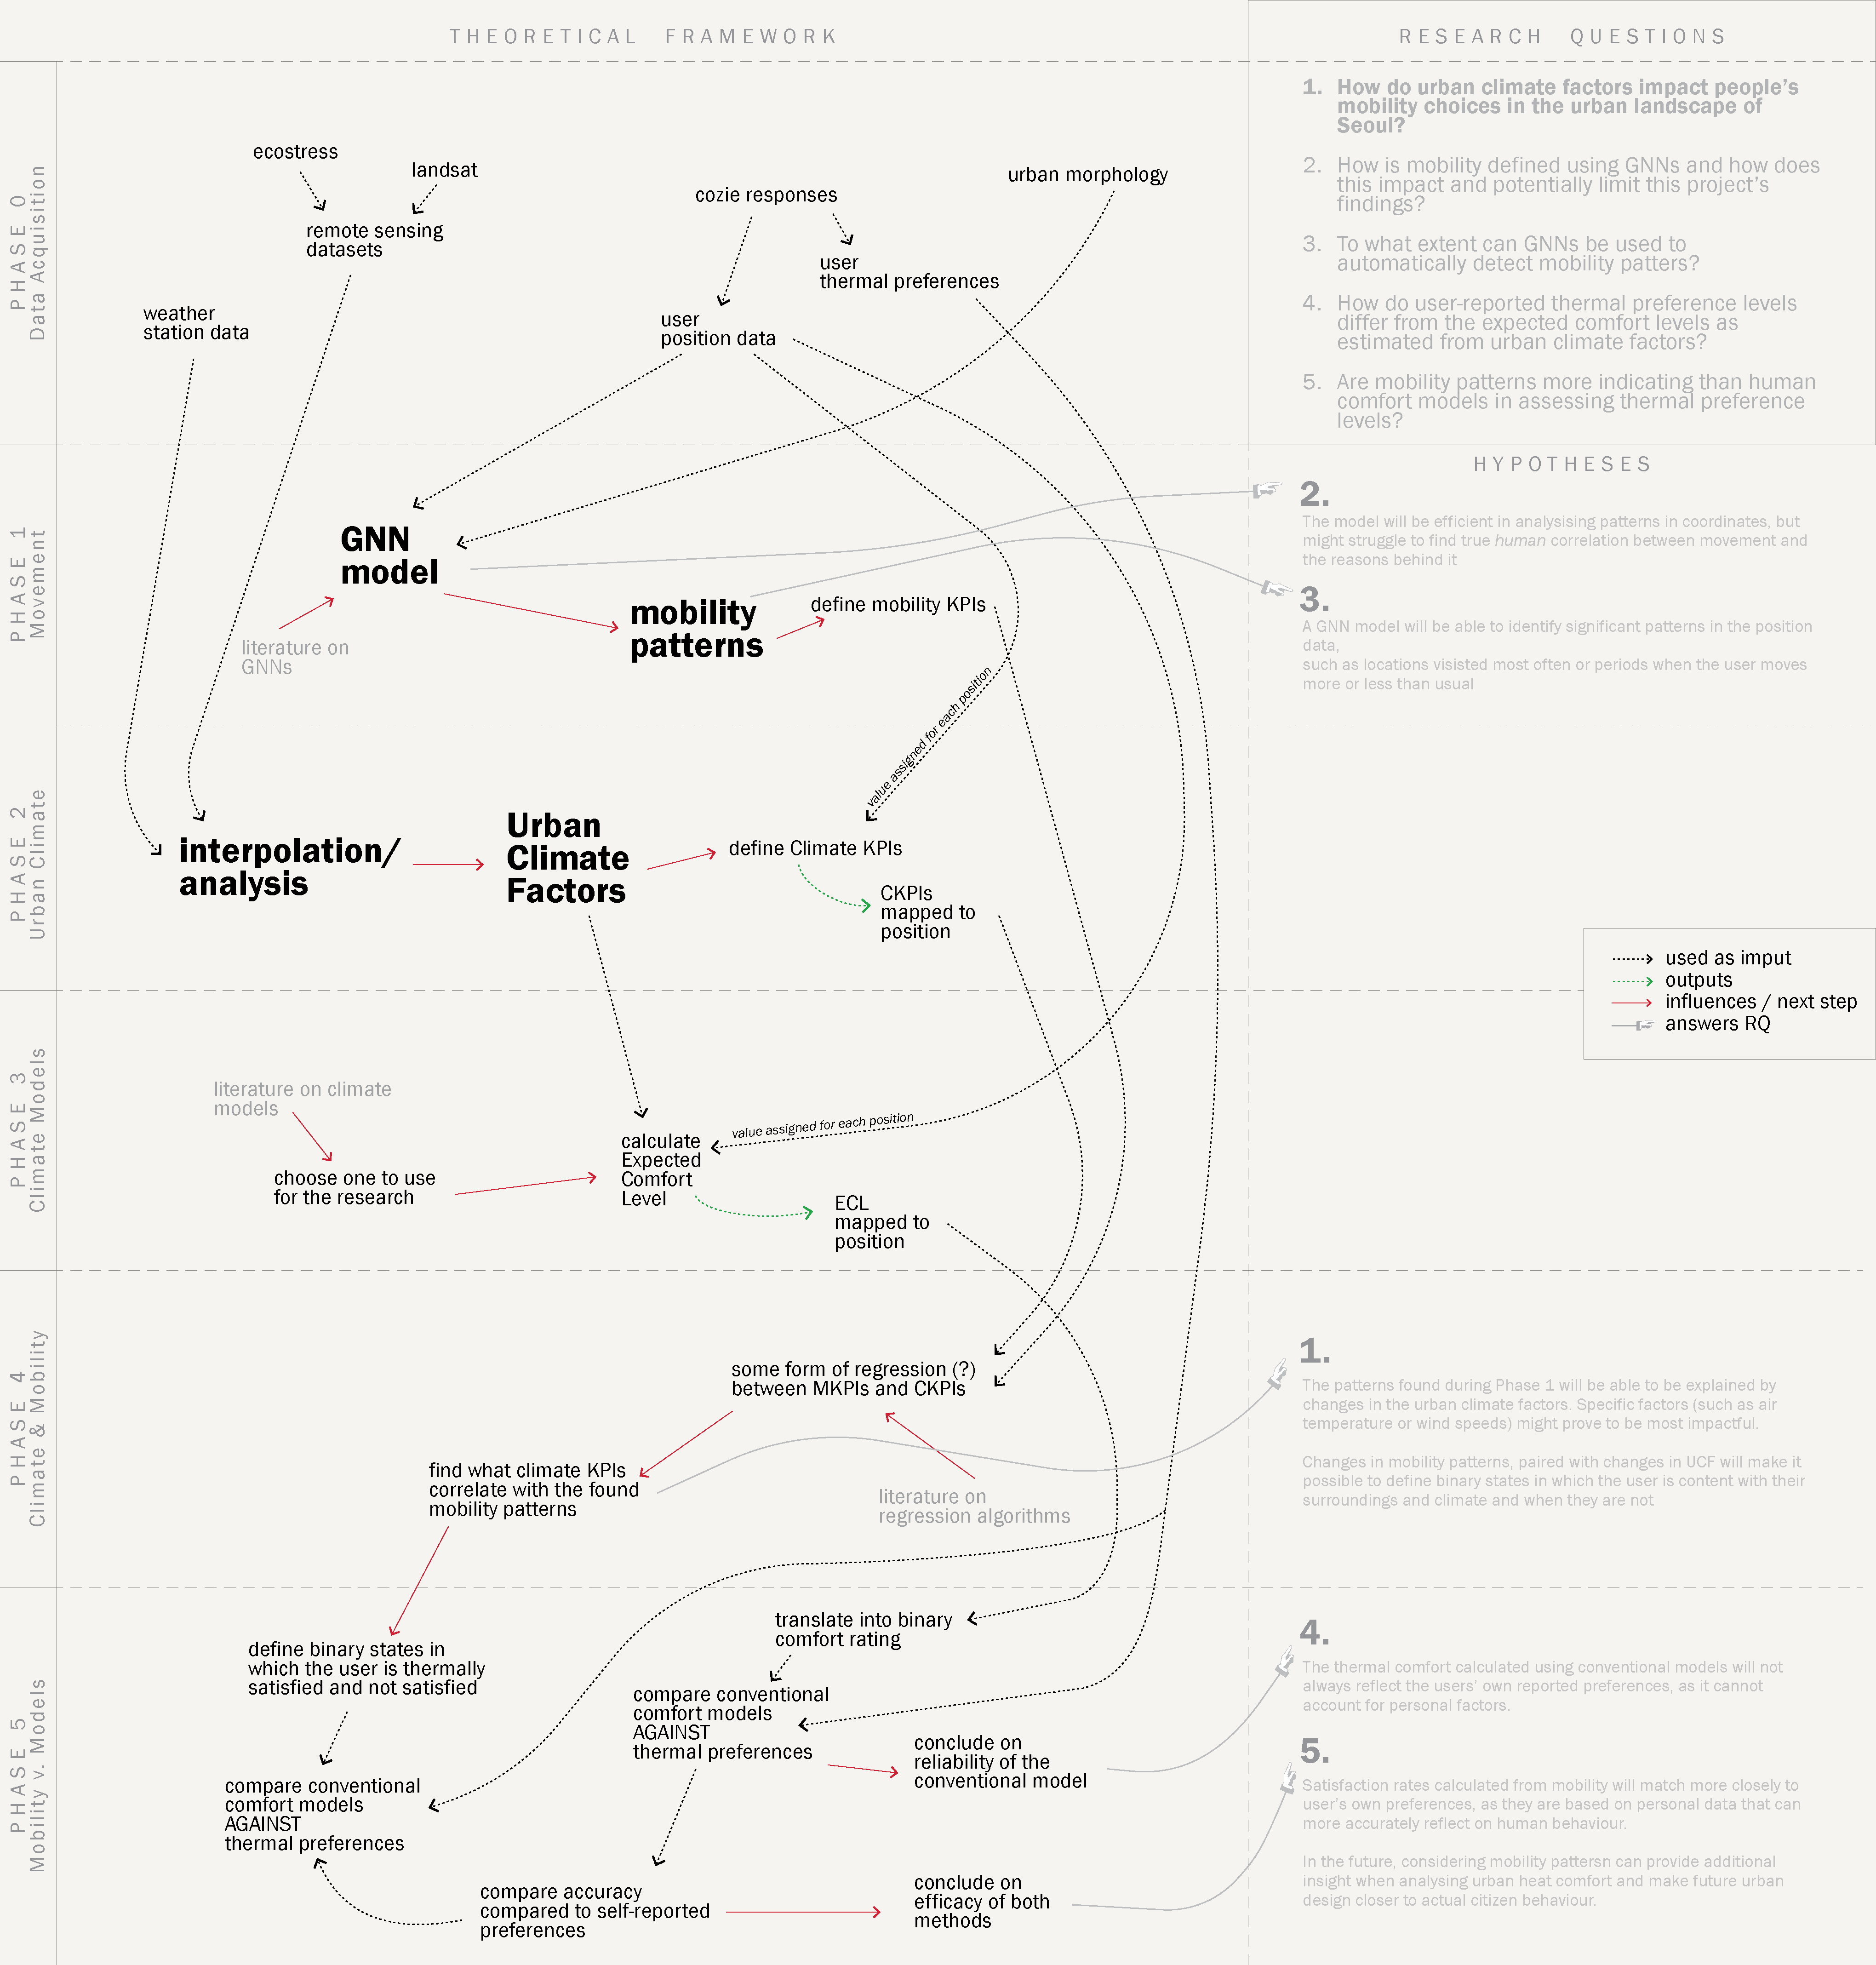 THEORETICAL FRAMEWORK
RESEARCH QUESTIONS
1. How do urban climate factors impact people's
mobility choices in the urban landscape of
Seoul?
2. How is mobility defined using GNNs and how does
this impact and potentially limit this project's
findings?
3. To what extent can GNNs be used to
automatically detect mobility patters?
4. How do user-reported thermal preference levels
differ from the expected comfort levels as
estimated from urban climate factors?
5. Are mobility patterns more indicating than human
comfort models in assessing thermal preference
levels?
PHASE 0
Data Acquisition
ecostress
landsat
remote sensing
datasets
weather
station data
cozie responses
user
thermal preferences
user
position data
urban morphology
HYPOTHESES
PHASE 1
Movement
GNN
model
literature on
GNNs
mobility
patterns
define mobility KPIs
value assigned for each position
2.
The model will be efficient in analysising patterns in coordinates, but
might struggle to find true human correlation between movement and
the reasons behind it
3.
A GNN model will be able to identify significant patterns in the position
data,
such as locations visisted most often or periods when the user moves
more or less than usual
PHASE 2
Urban Climate
interpolation/
analysis
Urban
Climate
Factors
define Climate KPIs
CKPIs
mapped to
position
used as imput
outputs
influences / next step
answers RQ
PHASE 3
Climate Models
literature on climate
models
choose one to use
for the research
calculate
Expected
Comfort
Level
value assigned for each position
ECL
mapped to
position
PHASE 4
Climate & Mobility
some form of regression (?)
between MKPIs and CKPIs
find what climate KPIs
correlate with the found
mobility patterns
literature on
regression algorithms
1.
The patterns found during Phase 1 will be able to be explained by
changes in the urban climate factors. Specific factors (such as air
temperature or wind speeds) might prove to be most impactful.
Changes in mobility patterns, paired with changes in UCF will make it
possible to define binary states in which the user is content with their
surroundings and climate and when they are not
PHASE 5
Mobility v. Models
define binary states in
which the user is thermally
satisfied and not satisfied
translate into binary
comfort rating
compare conventional
comfort models
AGAINST
thermal preferences
conclude on
reliability of the
conventional model
compare conventional
comfort models
AGAINST
thermal preferences
compare accuracy
compared to self-reported
preferences
conclude on
efficacy of both
methods
4.
The thermal comfort calculated using conventional models will not
always reflect the users' own reported preferences, as it cannot
account for personal factors.
5.
Satisfaction rates calculated from mobility will match more closely to
user's own preferences, as they are based on personal data that can
more accurately reflect on human behaviour.
In the future, considering mobility pattersn can provide additional
insight when analysing urban heat comfort and make future urban
design closer to actual citizen behaviour.